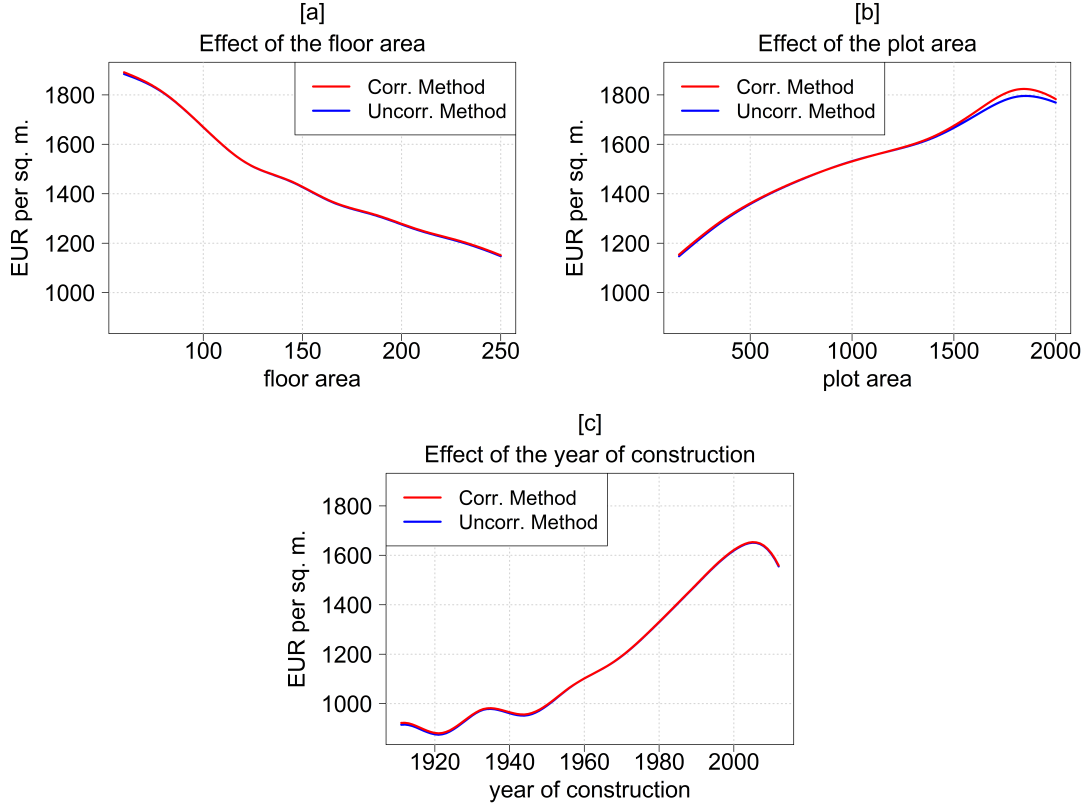 [a]
Effect of the floor area
Corr. Method
Uncorr. Method
EUR per sq. m.
1800
1600
1400
1200
1000
100 150 200 250
floor area
[b]
Effect of the plot area
Corr. Method
Uncorr. Method
EUR per sq. m.
1800
1600
1400
1200
1000
500 1000 1500 2000
plot area
[c]
Effect of the year of construction
Corr. Method
Uncorr. Method
EUR per sq. m.
1800
1600
1400
1200
1000
1920 1940 1960 1980 2000
year of construction